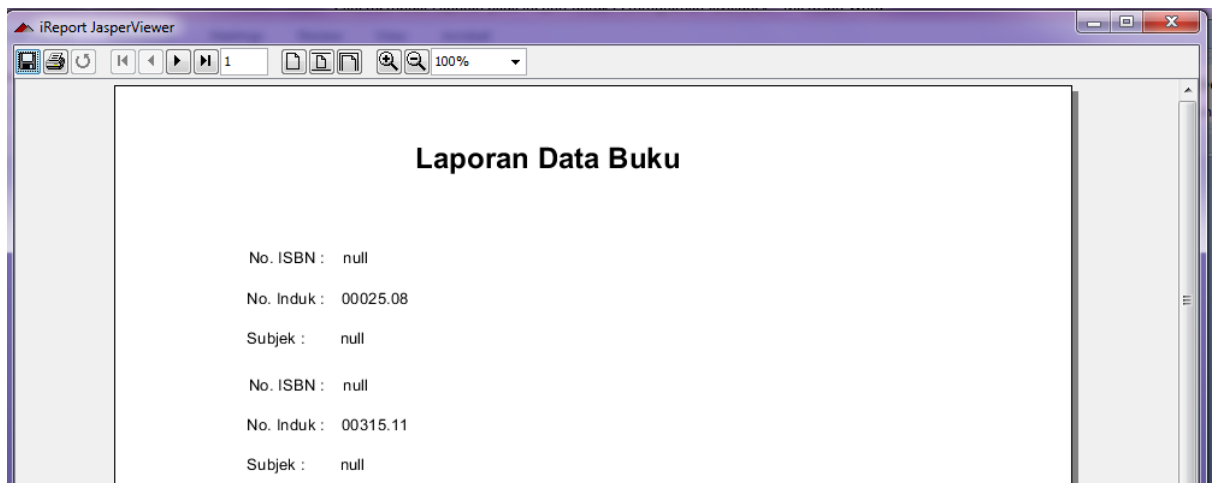 iReport JasperViewer
1 100%
Laporan Data Buku
No. ISBN : null
No. Induk : 00025.08
Subjek : null
No. ISBN : null
No. Induk : 00315.11
Subjek : null